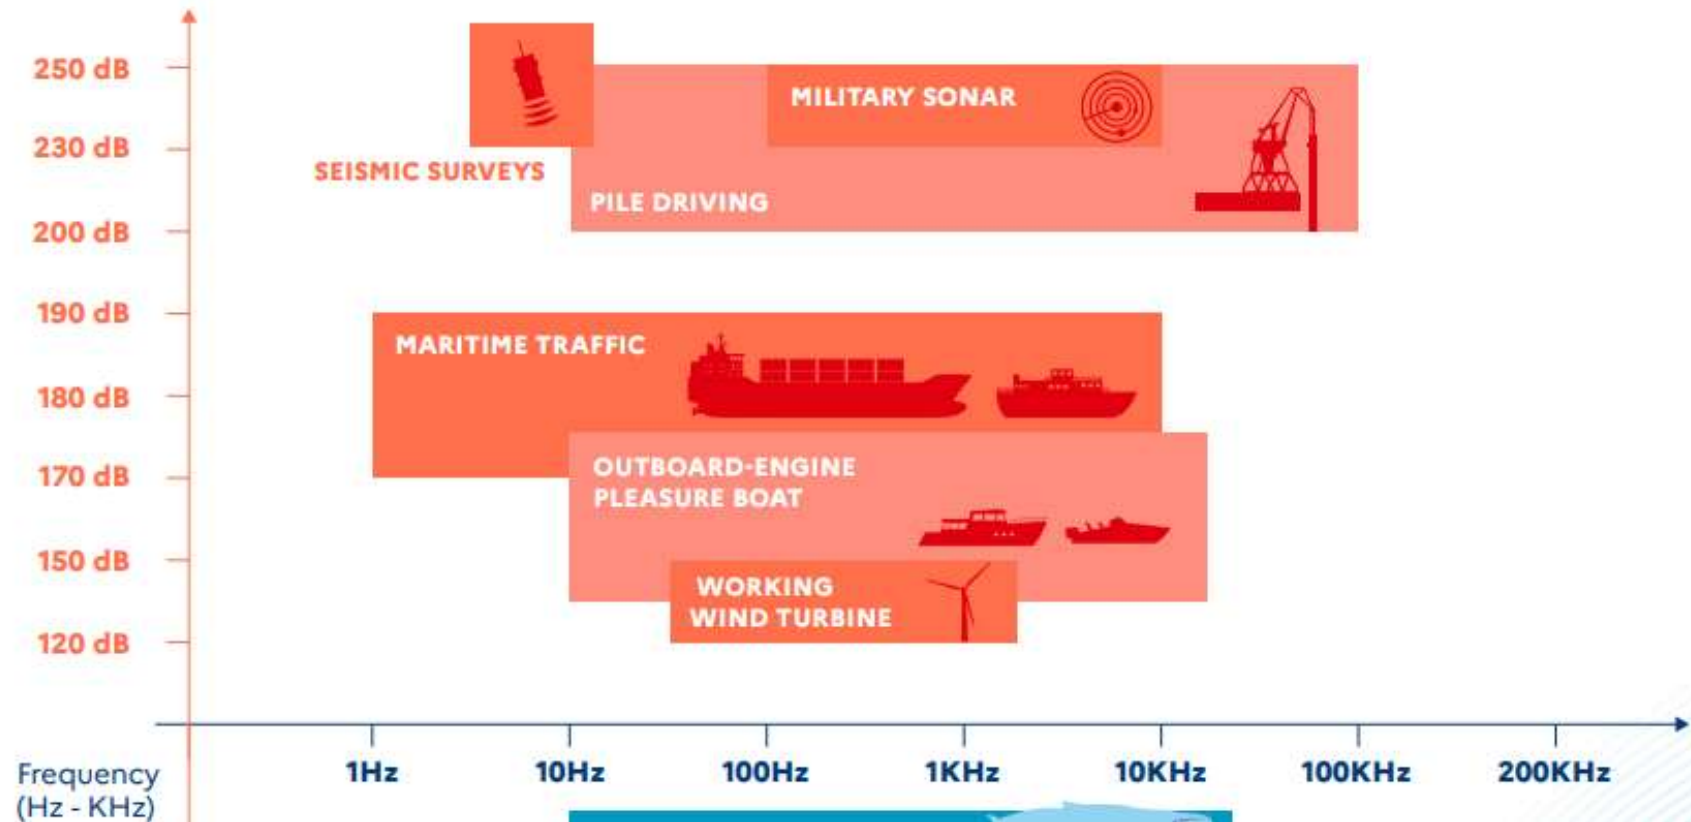 250 dB
MILITARY SONAR
230 dB
SEISMIC SURVEYS
PILE DRIVING
200 dB
190 dB
MARITIME TRAFFIC
180 dB
170 dB
OUTBOARD-ENGINE
PLEASURE BOAT
150 dB
WORKING
WIND TURBINE
120 dB
Frequency
(Hz - KHz)
1Hz
10Hz
100Hz
1KHz
10KHz
100KHz
200KHz